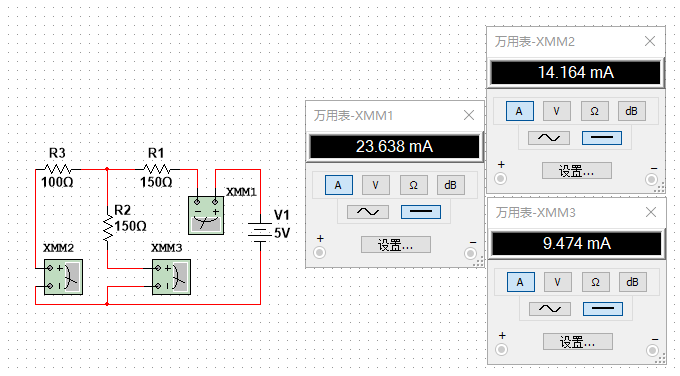 R3
100Ω
R1
150Ω
R2
150Ω
XMM1
V1
5V
XMM2
XMM3
万用表-XMM1
23.638 mA
A V Ω dB
设置...
+ −
万用表-XMM2
14.164 mA
A V Ω dB
设置...
+ −
万用表-XMM3
9.474 mA
A V Ω dB
设置...
+ −